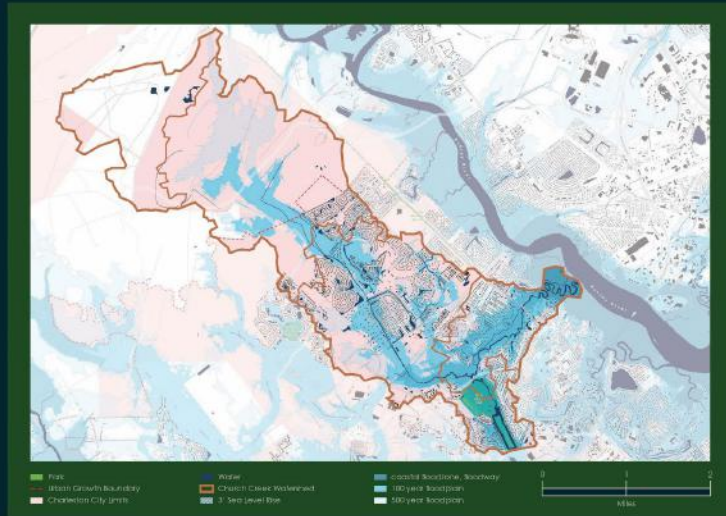 Park
Urban Growth Boundary
Charleston City Limits
Water
Church Creek Watershed
3' Sea Level Rise
coastal floodzone, floodway
100 year floodplain
500 year floodplain
0 1 2
Miles